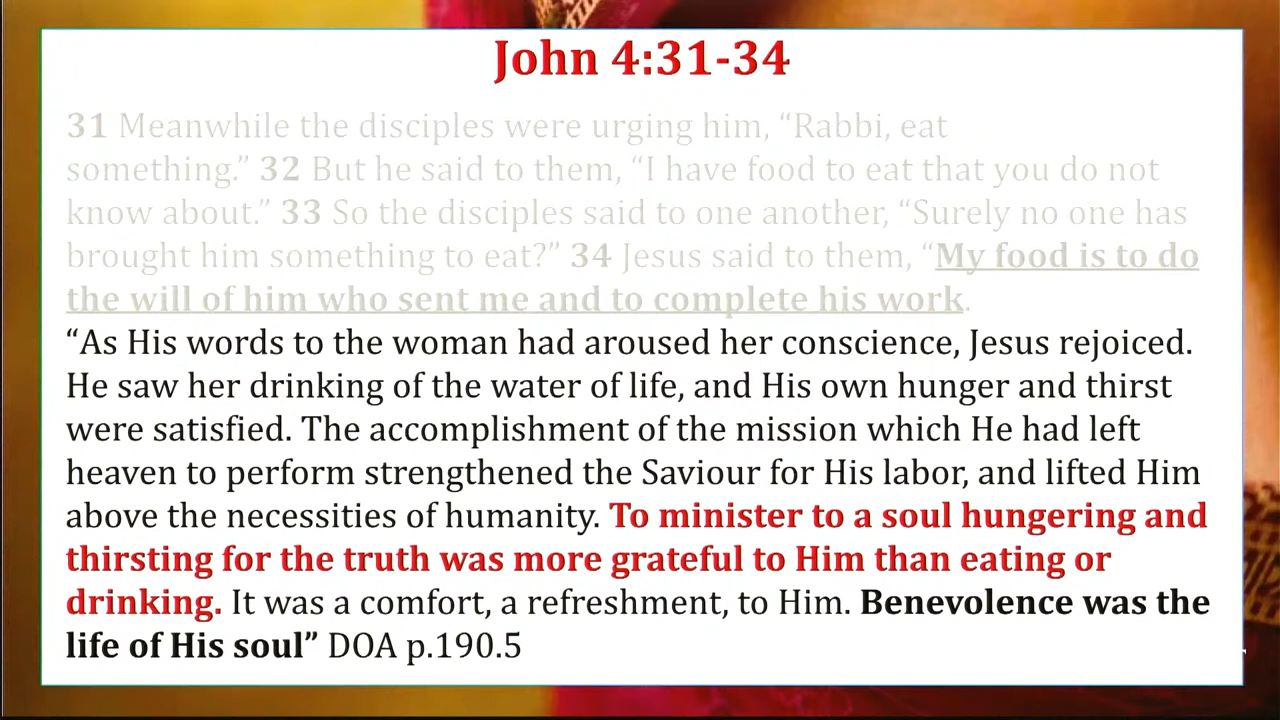 John 4:31-34
31 Meanwhile the disciples were urging him, “Rabbi, eat
something.” 32 But he said to them, “I have food to eat that you do not
know about.” 33 So the disciples said to one another, “Surely no one has
brought him something to eat?” 34 Jesus said to them, “My food is to do
the will of him who sent me and to complete his work.
“As His words to the woman had aroused her conscience, Jesus rejoiced.
He saw her drinking of the water of life, and His own hunger and thirst
were satisfied. The accomplishment of the mission which He had left
heaven to perform strengthened the Saviour for His labor, and lifted Him
above the necessities of humanity. To minister to a soul hungering and
thirsting for the truth was more grateful to Him than eating or
drinking. It was a comfort, a refreshment, to Him. Benevolence was the
life of His soul” DOA p.190.5